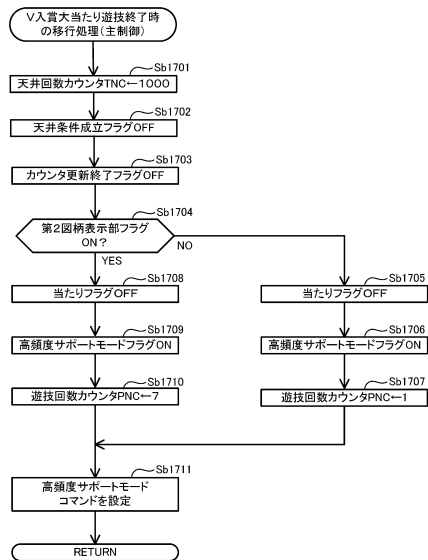 V入賞大当たり遊技終了時
の移行処理(主制御)
Sb1701
天井回数カウンタTNC←1000
Sb1702
天井条件成立フラグOFF
Sb1703
カウンタ更新終了フラグOFF
Sb1704
第2図柄表示部フラグ
ON?
NO
YES
Sb1708
当たりフラグOFF
Sb1709
高頻度サポートモードフラグON
Sb1710
遊技回数カウンタPNC←7
Sb1705
当たりフラグOFF
Sb1706
高頻度サポートモードフラグON
Sb1707
遊技回数カウンタPNC←1
Sb1711
高頻度サポートモード
コマンドを設定
RETURN